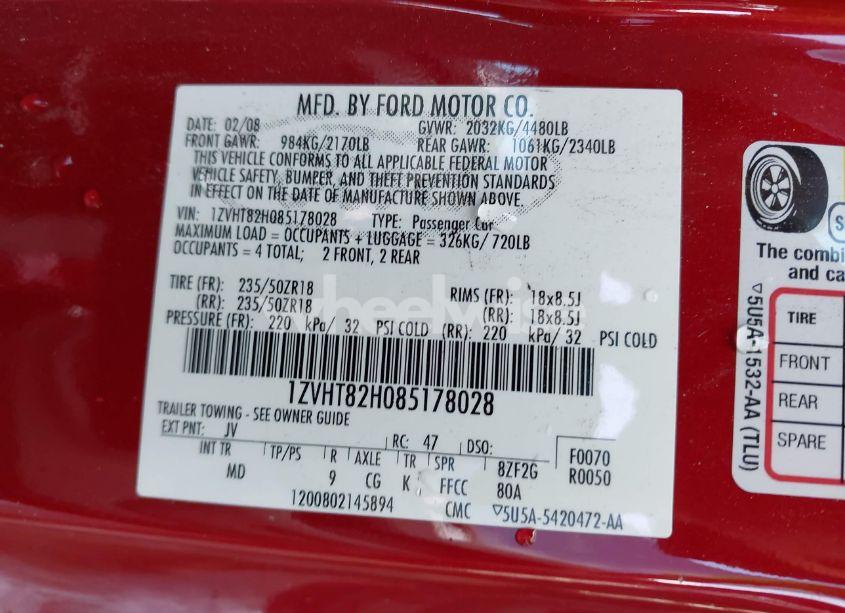 MFD. BY FORD MOTOR CO.
DATE: 02/08 GVWR: 2032KG/4480LB
FRONT GAWR: 984KG/2170LB REAR GAWR: 1061KG/2340LB
THIS VEHICLE CONFORMS TO ALL APPLICABLE FEDERAL MOTOR
VEHICLE SAFETY, BUMPER, AND THEFT PREVENTION STANDARDS
IN EFFECT ON THE DATE OF MANUFACTURE SHOWN ABOVE.
VIN: 1ZVHT82H085178028 TYPE: Passenger Car
MAXIMUM LOAD = OCCUPANTS + LUGGAGE = 326KG/ 720LB
OCCUPANTS = 4 TOTAL; 2 FRONT, 2 REAR
TIRE (FR): 235/50ZR18 RIMS (FR): 18x8.5J
(RR): 235/50ZR18 (RR): 18x8.5J
PRESSURE (FR): 220 kPa/ 32 PSI COLD (RR): 220 kPa/ 32 PSI COLD
1ZVHT82H085178028
TRAILER TOWING - SEE OWNER GUIDE
EXT PNT: JV RC: 47 DSO: F0070
INT TR TP/PS R AXLE TR SPR 8ZF2G R0050
MD 9 CG K FFCC 80A
1200802145894 CMC ▽5U5A-5420472-AA
wheelwise
S
The combi
and ca
TIRE
FRONT
REAR
SPARE
▽5U5A-1532-AA (TLU)